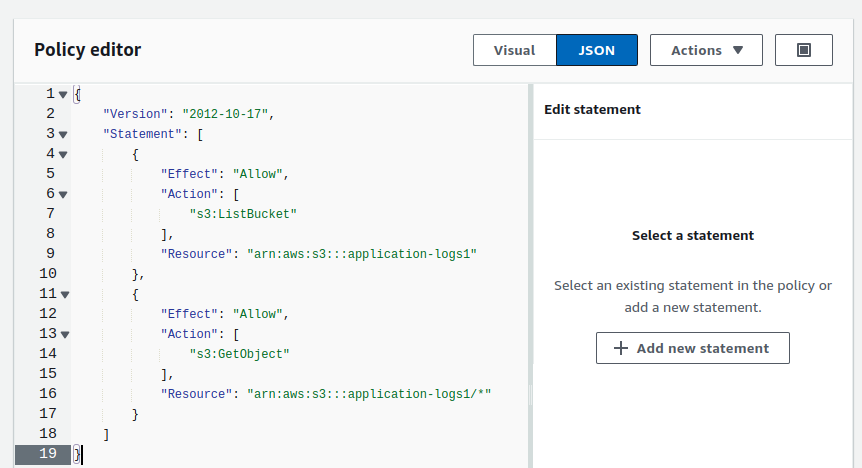 Policy editor
Visual JSON Actions
1 {
2 "Version": "2012-10-17",
3 "Statement": [
4 {
5 "Effect": "Allow",
6 "Action": [
7 "s3:ListBucket"
8 ],
9 "Resource": "arn:aws:s3:::application-logs1"
10 },
11 {
12 "Effect": "Allow",
13 "Action": [
14 "s3:GetObject"
15 ],
16 "Resource": "arn:aws:s3:::application-logs1/*"
17 }
18 ]
19 }
Edit statement
Select a statement
Select an existing statement in the policy or
add a new statement.
+ Add new statement